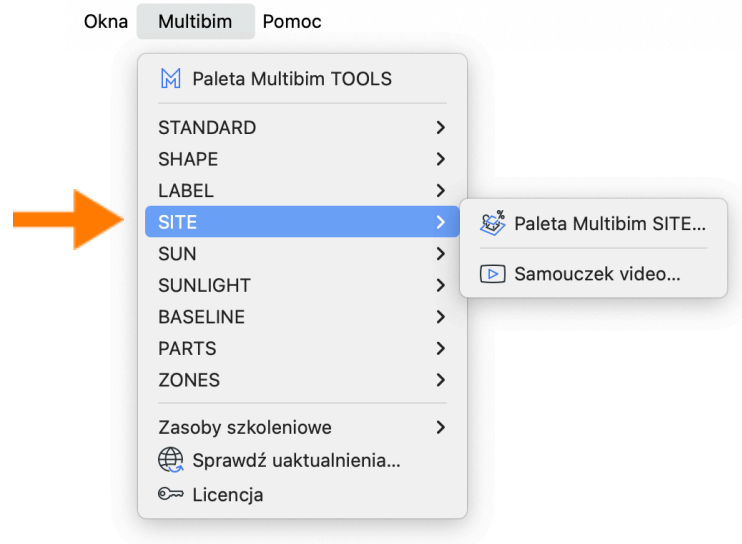 Okna Multibim Pomoc
Paleta Multibim TOOLS
STANDARD
SHAPE
LABEL
SITE
Paleta Multibim SITE...
SUN
Samouczek video...
SUNLIGHT
BASELINE
PARTS
ZONES
Zasoby szkoleniowe
Sprawdź uaktualnienia...
Licencja